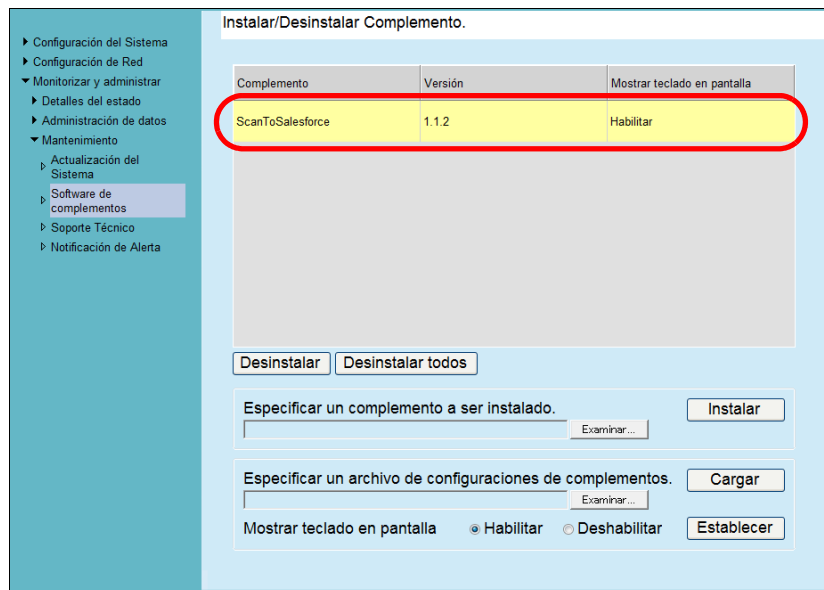 Instalar/Desinstalar Complemento.
Configuración del Sistema
Configuración de Red
Monitorizar y administrar
Detalles del estado
Administración de datos
Mantenimiento
Actualización del
Sistema
Software de
complementos
Soporte Técnico
Notificación de Alerta
Complemento Versión Mostrar teclado en pantalla
ScanToSalesforce 1.1.2 Habilitar
Desinstalar Desinstalar todos
Especificar un complemento a ser instalado. Instalar
Examinar...
Especificar un archivo de configuraciones de complementos. Cargar
Examinar...
Mostrar teclado en pantalla Habilitar Deshabilitar Establecer